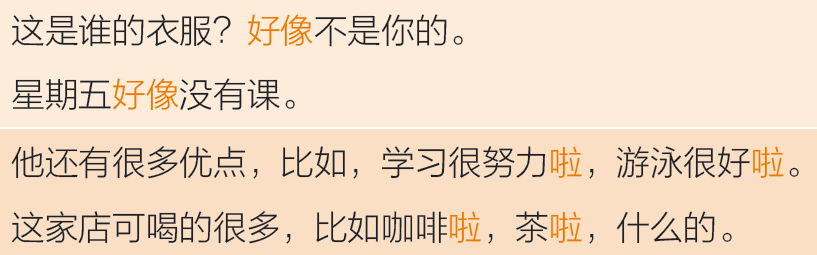 这是谁的衣服？好像不是你的。
星期五好像没有课。
他还有很多优点，比如，学习很努力啦，游泳很好啦。
这家店可喝的很多，比如咖啡啦，茶啦，什么的。